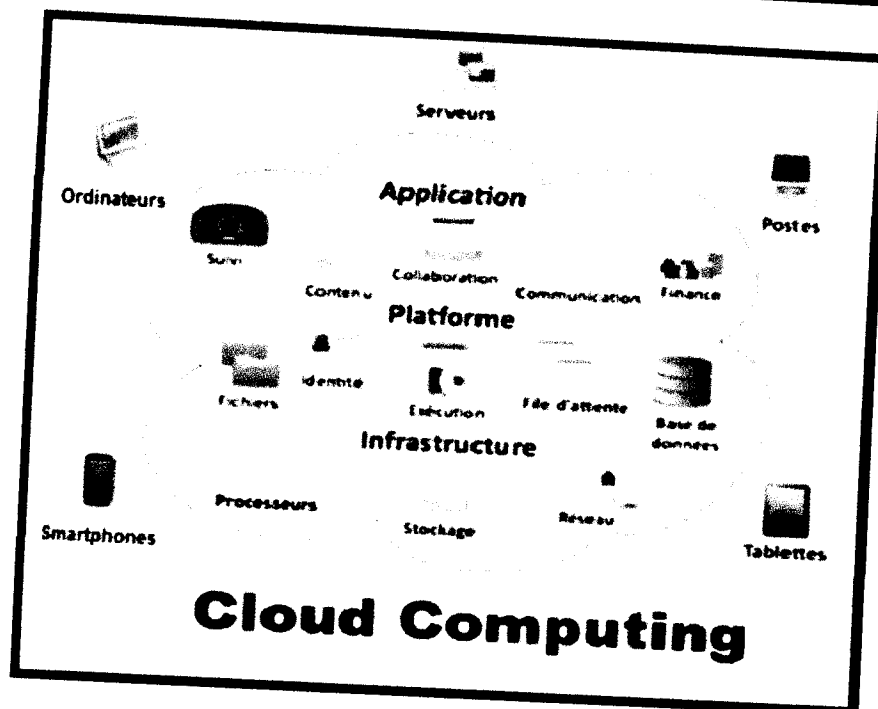 Serveurs
Ordinateurs
Application
Postes
Suivi
Contenu
Collaboration
Communication
Finance
Platforme
Fichiers
Identité
Exécution
File d'attente
Base de
données
Infrastructure
Processeurs
Stockage
Réseau
Smartphones
Tablettes
Cloud Computing